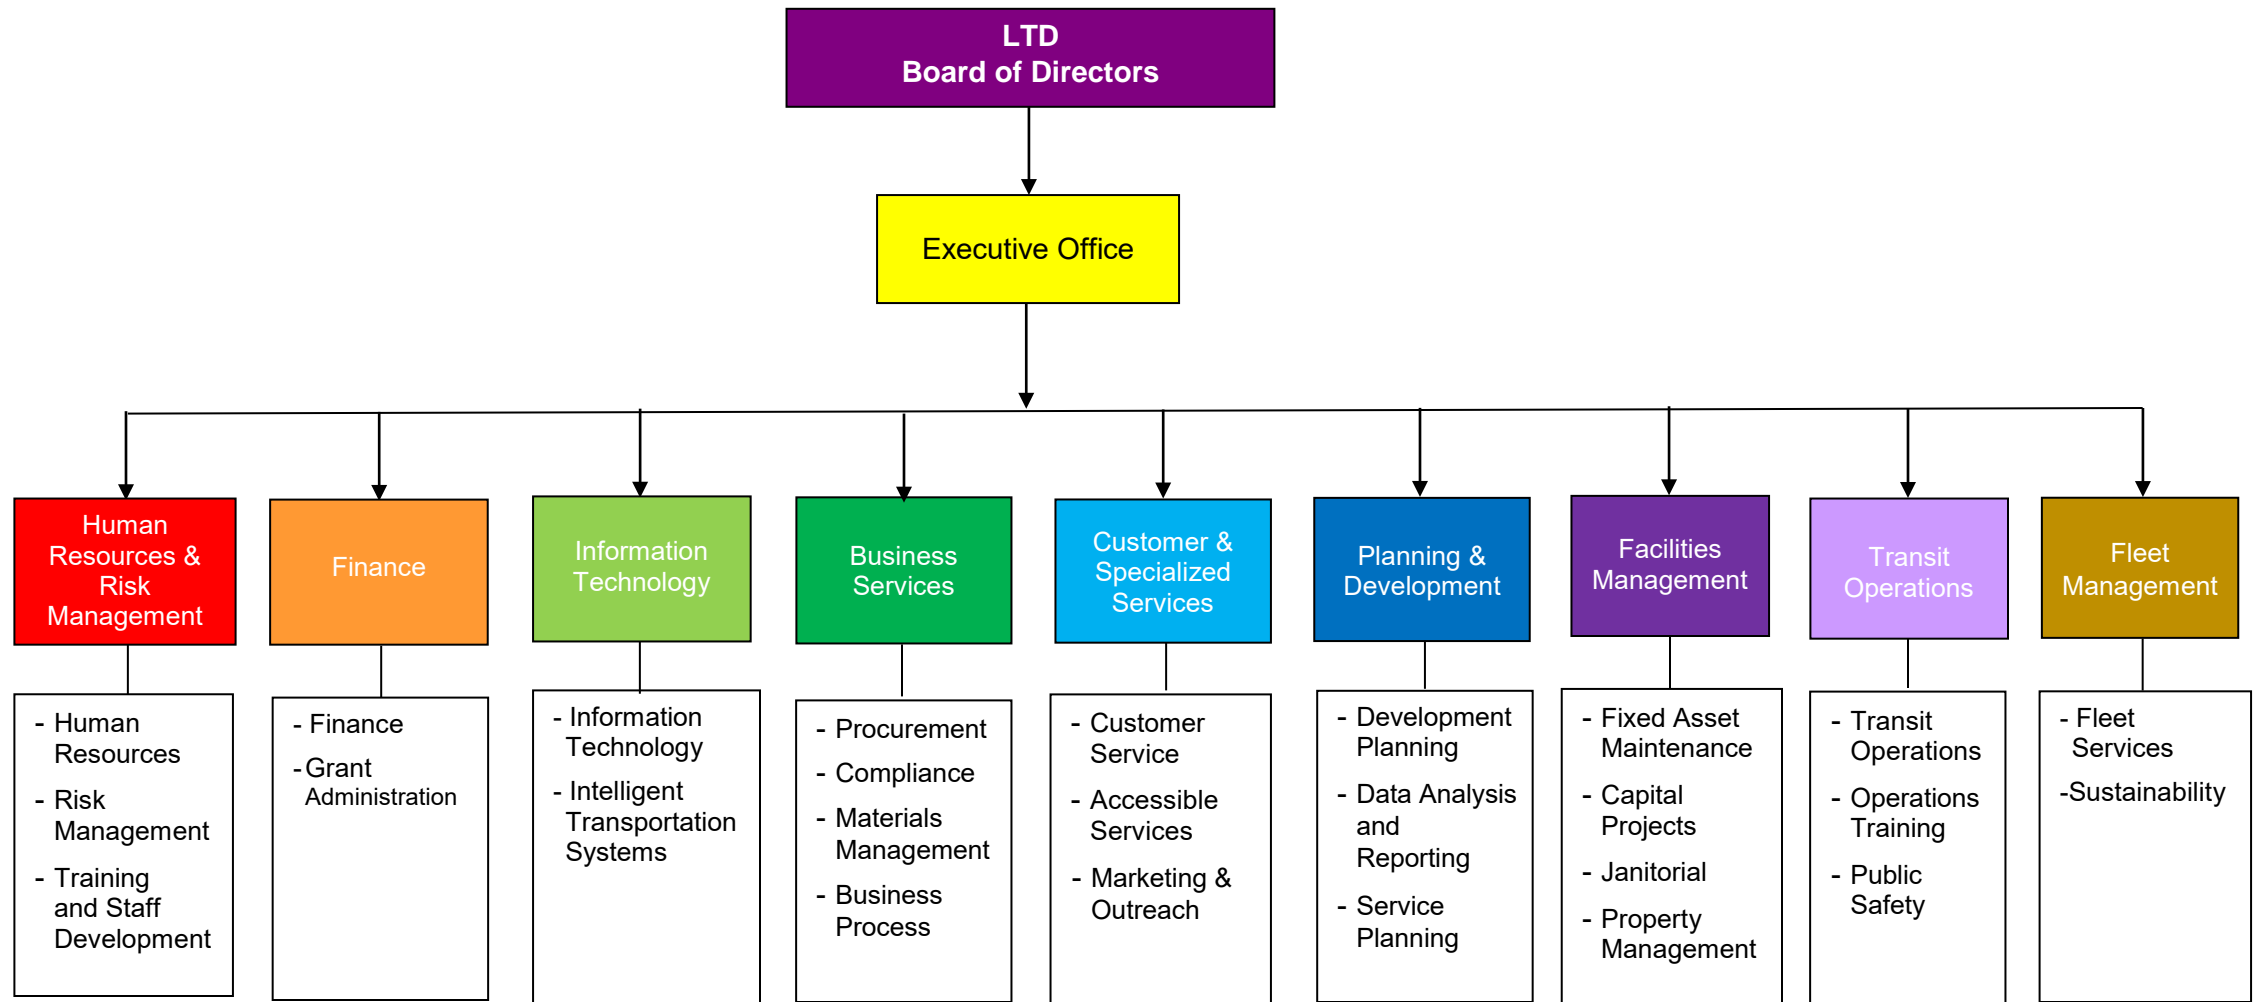 LTD
Board of Directors
Executive Office
Human
Resources &
Risk
Management
Finance
Information
Technology
Business
Services
Customer &
Specialized
Services
Planning &
Development
Facilities
Management
Transit
Operations
Fleet
Management
- Human
Resources
- Risk
Management
- Training
and Staff
Development
- Finance
-Grant
Administration
- Information
Technology
- Intelligent
Transportation
Systems
- Procurement
- Compliance
- Materials
Management
- Business
Process
- Customer
Service
- Accessible
Services
- Marketing &
Outreach
- Development
Planning
- Data Analysis
and
Reporting
- Service
Planning
- Fixed Asset
Maintenance
- Capital
Projects
- Janitorial
- Property
Management
- Transit
Operations
- Operations
Training
- Public
Safety
- Fleet
Services
-Sustainability